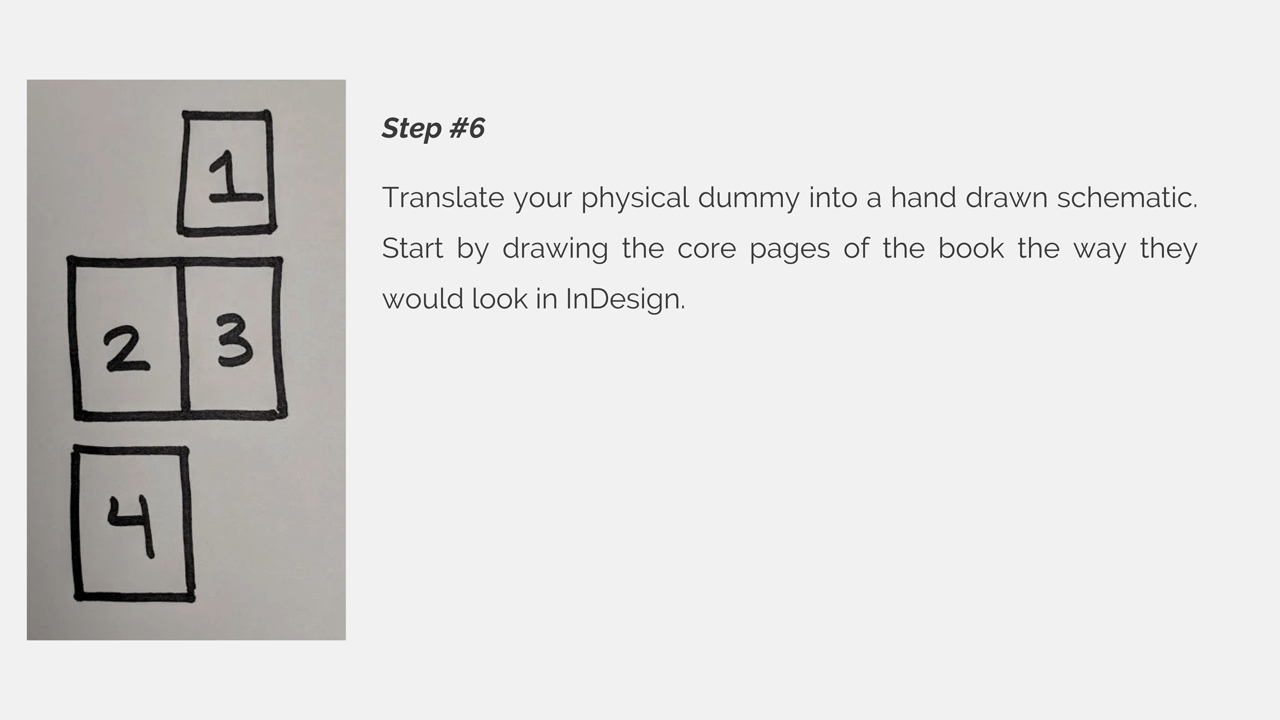 1
2 3
4
Step #6
Translate your physical dummy into a hand drawn schematic.
Start by drawing the core pages of the book the way they
would look in InDesign.